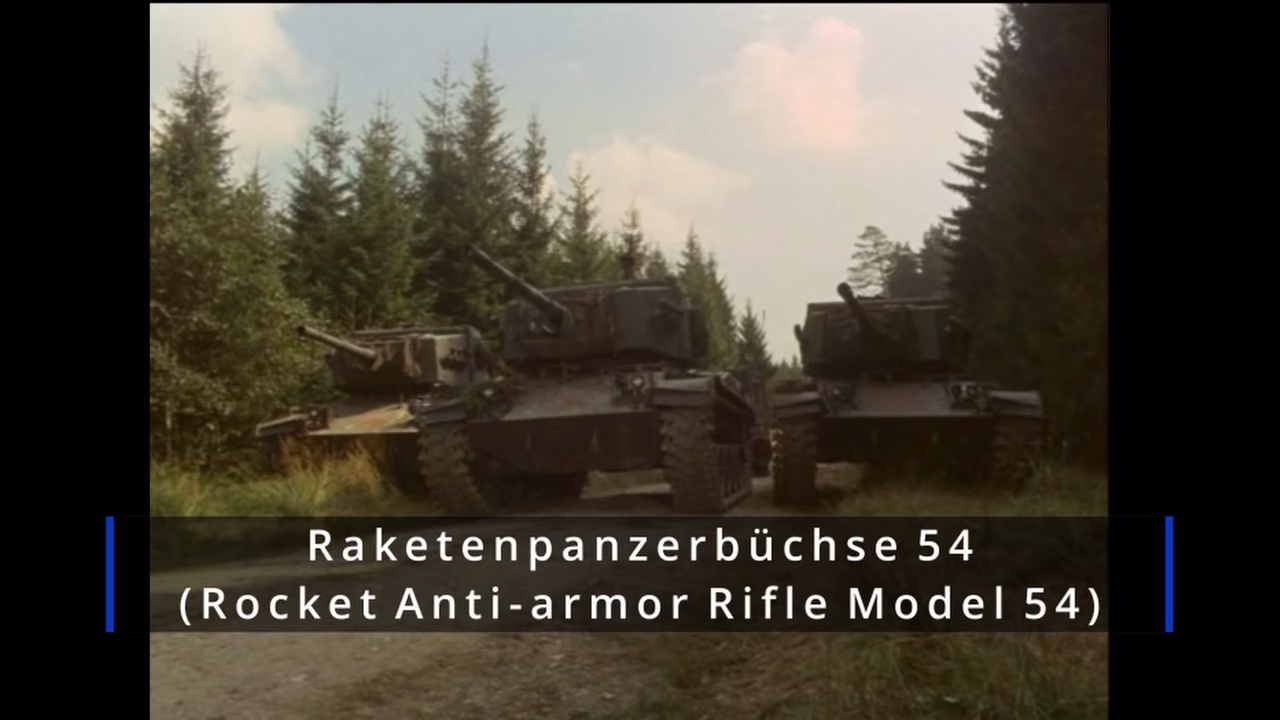 Raketenpanzerbüchse 54
(Rocket Anti-armor Rifle Model 54)